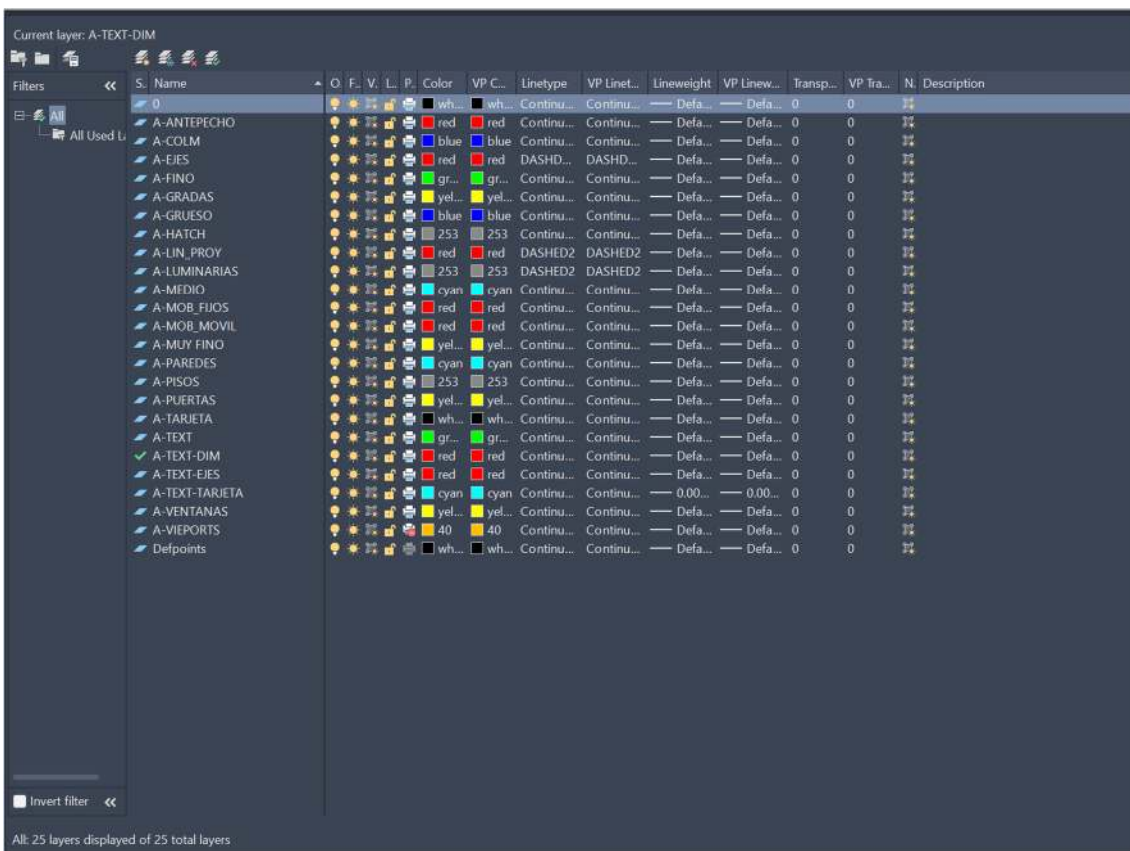 Current layer: A-TEXT-DIM
Filters
S.. Name O F.. V. L.. P.. Color VP C... Linetype VP Linet... Lineweight VP Linew... Transp... VP Tra... N. Description
All
All Used La
0 wh... wh... Continu... Continu... Defa... Defa... 0 0
A-ANTEPECHO red red Continu... Continu... Defa... Defa... 0 0
A-COLM blue blue Continu... Continu... Defa... Defa... 0 0
A-EJES red red DASHD... DASHD... Defa... Defa... 0 0
A-FINO gr... gr... Continu... Continu... Defa... Defa... 0 0
A-GRADAS yel... yel... Continu... Continu... Defa... Defa... 0 0
A-GRUESO blue blue Continu... Continu... Defa... Defa... 0 0
A-HATCH 253 253 Continu... Continu... Defa... Defa... 0 0
A-LIN_PROY red red DASHED2 DASHED2 Defa... Defa... 0 0
A-LUMINARIAS 253 253 DASHED2 DASHED2 Defa... Defa... 0 0
A-MEDIO cyan cyan Continu... Continu... Defa... Defa... 0 0
A-MOB_FIJOS red red Continu... Continu... Defa... Defa... 0 0
A-MOB_MOVIL red red Continu... Continu... Defa... Defa... 0 0
A-MUY FINO yel... yel... Continu... Continu... Defa... Defa... 0 0
A-PAREDES cyan cyan Continu... Continu... Defa... Defa... 0 0
A-PISOS 253 253 Continu... Continu... Defa... Defa... 0 0
A-PUERTAS yel... yel... Continu... Continu... Defa... Defa... 0 0
A-TARJETA wh... wh... Continu... Continu... Defa... Defa... 0 0
A-TEXT gr... gr... Continu... Continu... Defa... Defa... 0 0
A-TEXT-DIM red red Continu... Continu... Defa... Defa... 0 0
A-TEXT-EJES red red Continu... Continu... Defa... Defa... 0 0
A-TEXT-TARJETA cyan cyan Continu... Continu... 0.00... 0.00... 0 0
A-VENTANAS yel... yel... Continu... Continu... Defa... Defa... 0 0
A-VIEPORTS 40 40 Continu... Continu... Defa... Defa... 0 0
Defpoints wh... wh... Continu... Continu... Defa... Defa... 0 0
Invert filter
All: 25 layers displayed of 25 total layers